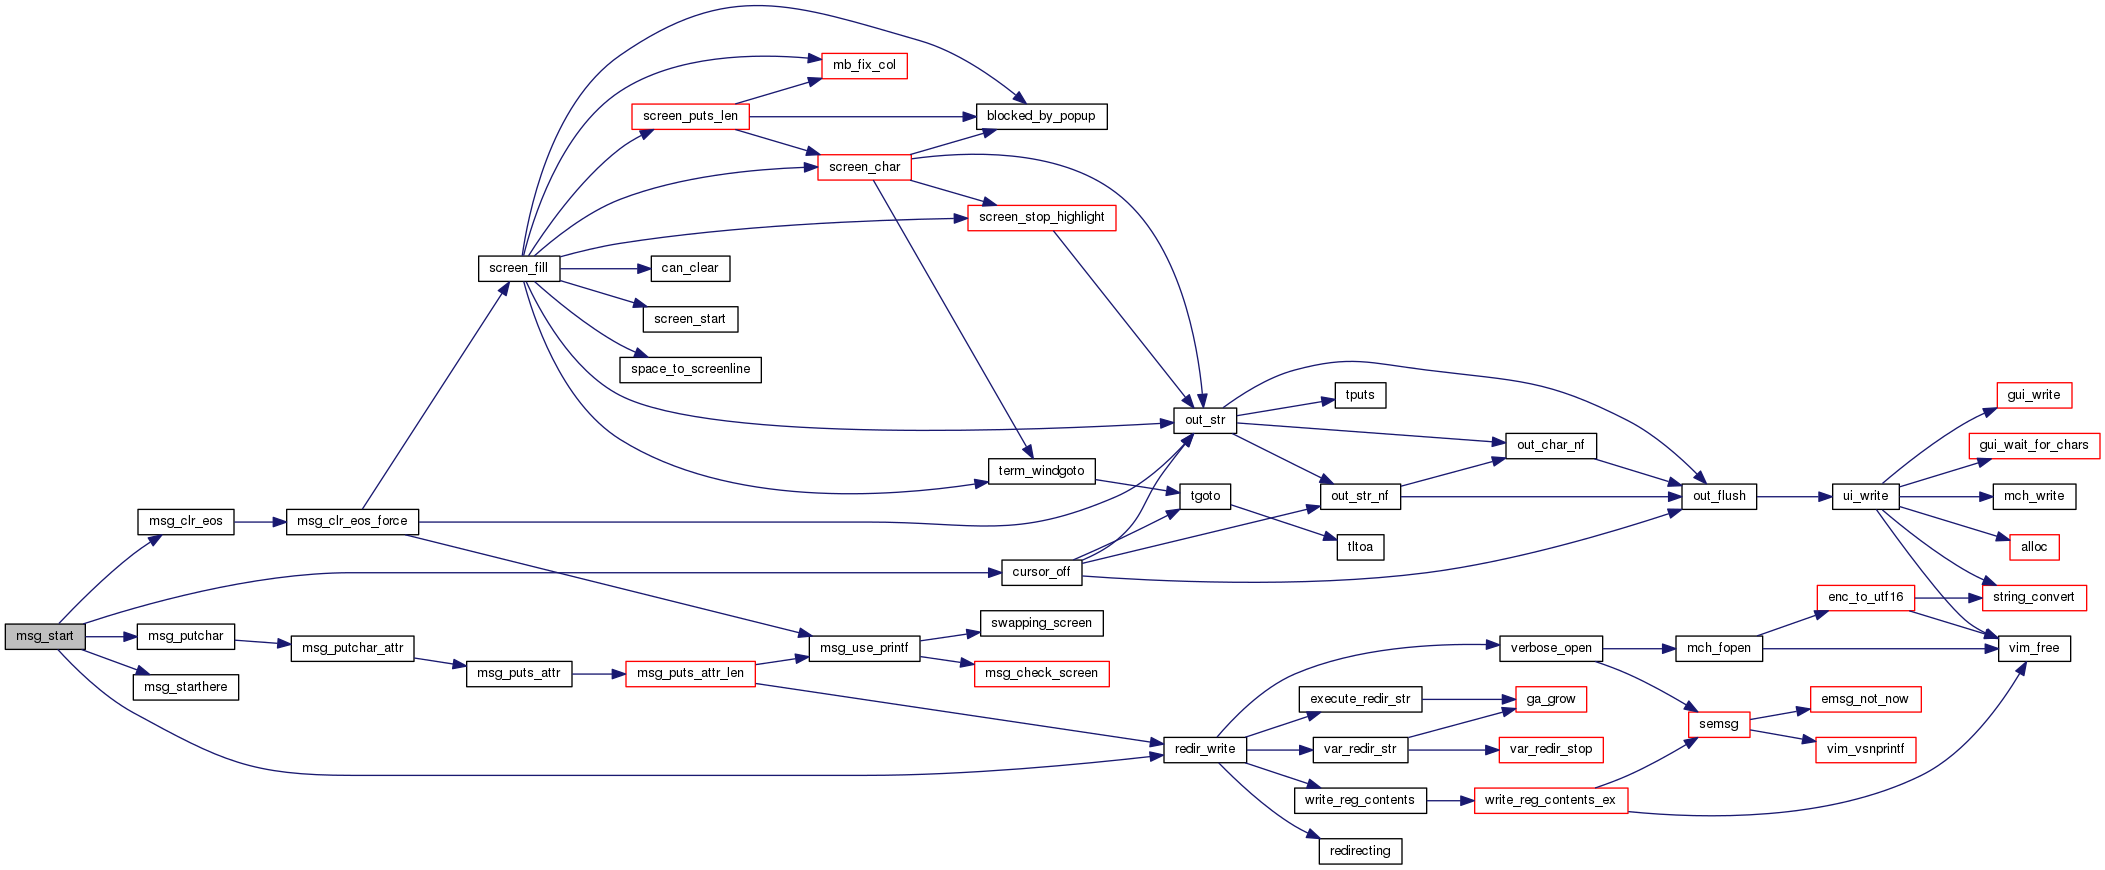 mb_fix_col
screen_puts_len
blocked_by_popup
screen_char
screen_stop_highlight
screen_fill
can_clear
screen_start
space_to_screenline
tputs
gui_write
out_str
out_char_nf
gui_wait_for_chars
term_windgoto
tgoto
out_str_nf
out_flush
ui_write
mch_write
msg_clr_eos
msg_clr_eos_force
tltoa
alloc
cursor_off
enc_to_utf16
string_convert
swapping_screen
msg_start
msg_putchar
msg_putchar_attr
msg_use_printf
verbose_open
mch_fopen
vim_free
msg_starthere
msg_puts_attr
msg_puts_attr_len
msg_check_screen
execute_redir_str
ga_grow
emsg_not_now
semsg
redir_write
var_redir_str
var_redir_stop
vim_vsnprintf
write_reg_contents
write_reg_contents_ex
redirecting